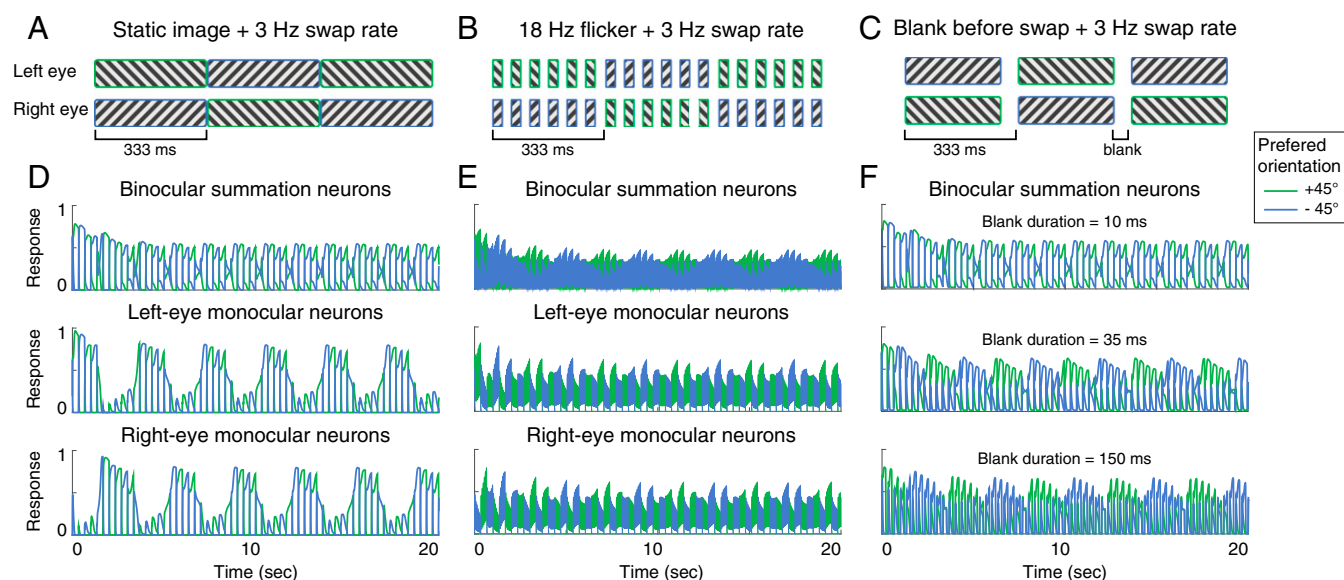 A Static image + 3 Hz swap rate
Left eye
Right eye
333 ms
B 18 Hz flicker + 3 Hz swap rate
333 ms
C Blank before swap + 3 Hz swap rate
333 ms
blank
Prefered
orientation
+45°
- 45°
D Binocular summation neurons
1
Response
0
Left-eye monocular neurons
1
Response
0
Right-eye monocular neurons
1
Response
0
0 10 20
Time (sec)
E Binocular summation neurons
Left-eye monocular neurons
Right-eye monocular neurons
0 10 20
Time (sec)
F Binocular summation neurons
Blank duration = 10 ms
Blank duration = 35 ms
Blank duration = 150 ms
0 10 20
Time (sec)